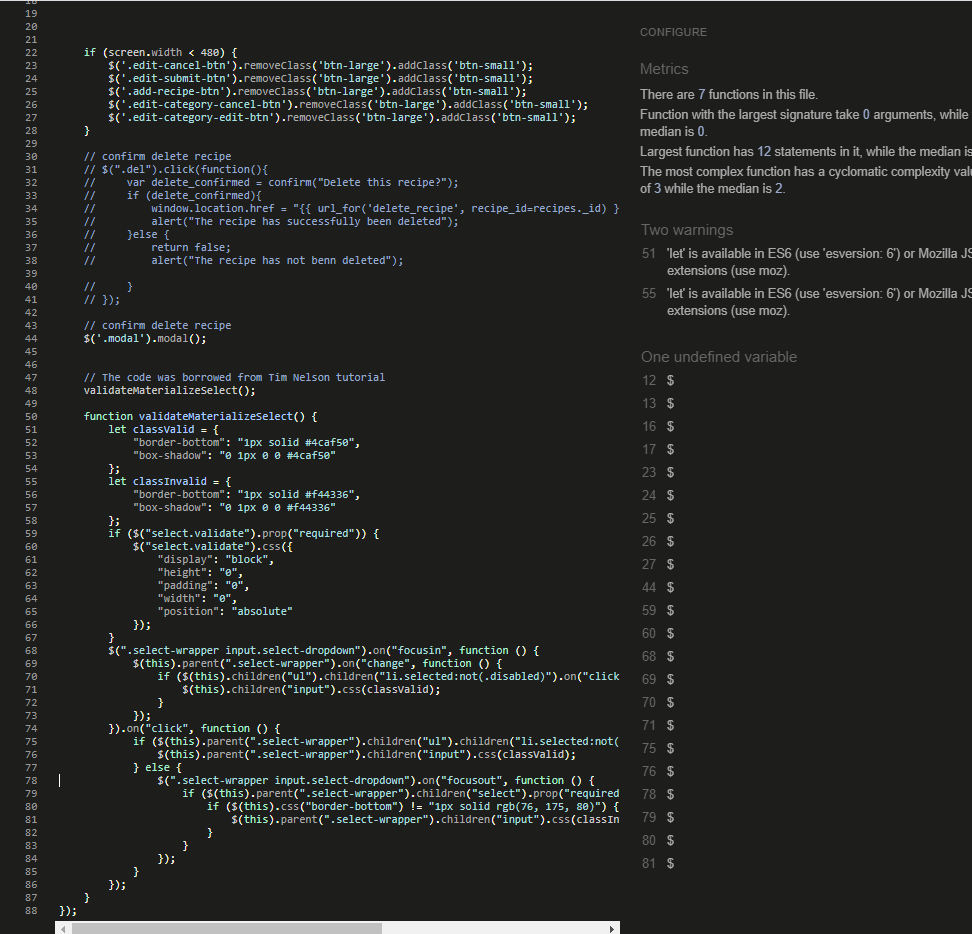 18
19
20
21
22 if (screen.width < 480) {
23 $('.edit-cancel-btn').removeClass('btn-large').addClass('btn-small');
24 $('.edit-submit-btn').removeClass('btn-large').addClass('btn-small');
25 $('.add-recipe-btn').removeClass('btn-large').addClass('btn-small');
26 $('.edit-category-cancel-btn').removeClass('btn-large').addClass('btn-small');
27 $('.edit-category-edit-btn').removeClass('btn-large').addClass('btn-small');
28 }
29
30 // confirm delete recipe
31 // $(".del").click(function(){
32 // var delete_confirmed = confirm("Delete this recipe?");
33 // if (delete_confirmed){
34 // window.location.href = "{{ url_for('delete_recipe', recipe_id=recipes._id) }
35 // alert("The recipe has successfully been deleted");
36 // }else {
37 // return false;
38 // alert("The recipe has not benn deleted");
39
40 // }
41 // });
42
43 // confirm delete recipe
44 $('.modal').modal();
45
46
47 // The code was borrowed from Tim Nelson tutorial
48 validateMaterializeSelect();
49
50 function validateMaterializeSelect() {
51 let classValid = {
52 "border-bottom": "1px solid #4caf50",
53 "box-shadow": "0 1px 0 0 #4caf50"
54 };
55 let classInvalid = {
56 "border-bottom": "1px solid #f44336",
57 "box-shadow": "0 1px 0 0 #f44336"
58 };
59 if ($("select.validate").prop("required")) {
60 $("select.validate").css({
61 "display": "block",
62 "height": "0",
63 "padding": "0",
64 "width": "0",
65 "position": "absolute"
66 });
67 }
68 $(".select-wrapper input.select-dropdown").on("focusin", function () {
69 $(this).parent(".select-wrapper").on("change", function () {
70 if ($(this).children("ul").children("li.selected:not(.disabled)").on("click
71 $(this).children("input").css(classValid);
72 }
73 });
74 }).on("click", function () {
75 if ($(this).parent(".select-wrapper").children("ul").children("li.selected:not(
76 $(this).parent(".select-wrapper").children("input").css(classValid);
77 } else {
78 $(".select-wrapper input.select-dropdown").on("focusout", function () {
79 if ($(this).parent(".select-wrapper").children("select").prop("required
80 if ($(this).css("border-bottom") != "1px solid rgb(76, 175, 80)") {
81 $(this).parent(".select-wrapper").children("input").css(classIn
82 }
83 }
84 });
85 }
86 });
87 }
88 });
CONFIGURE
Metrics
There are 7 functions in this file.
Function with the largest signature take 0 arguments, while
median is 0.
Largest function has 12 statements in it, while the median is
The most complex function has a cyclomatic complexity val
of 3 while the median is 2.
Two warnings
51 'let' is available in ES6 (use 'esversion: 6') or Mozilla JS
extensions (use moz).
55 'let' is available in ES6 (use 'esversion: 6') or Mozilla JS
extensions (use moz).
One undefined variable
12 $
13 $
16 $
17 $
23 $
24 $
25 $
26 $
27 $
44 $
59 $
60 $
68 $
69 $
70 $
71 $
75 $
76 $
78 $
79 $
80 $
81 $